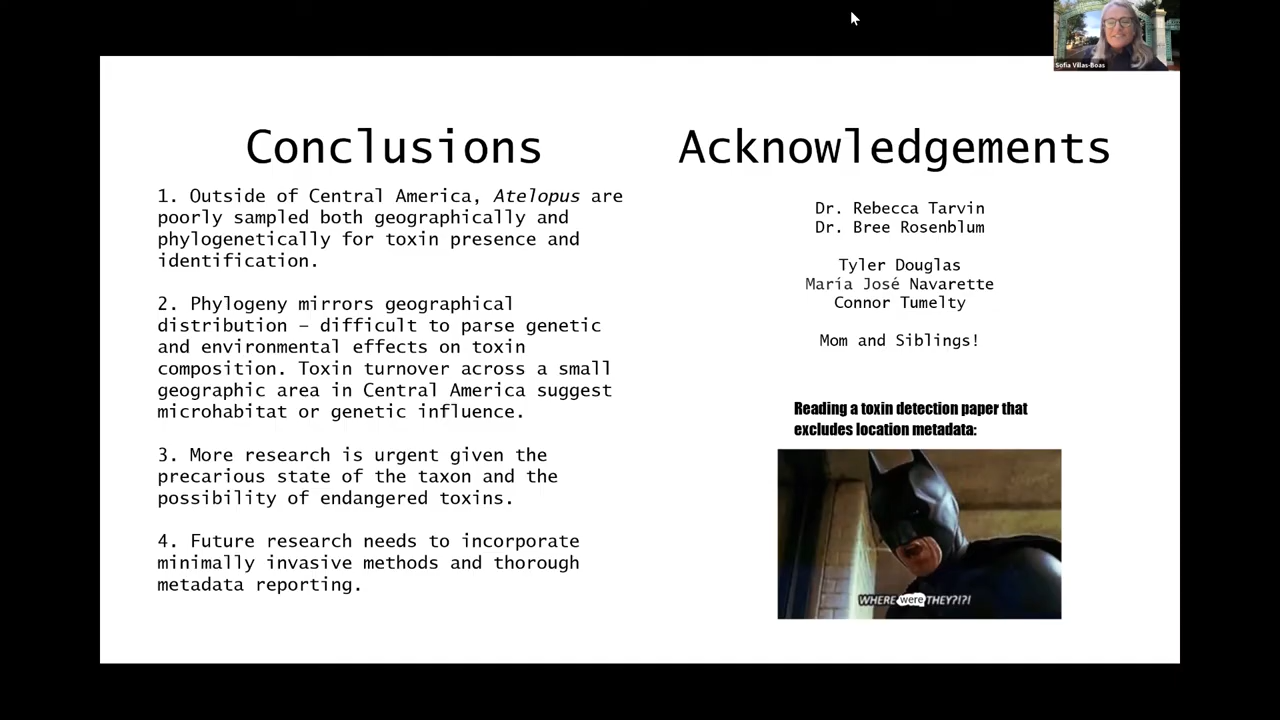 Sofia Villas-Boas
Conclusions
1. Outside of Central America, Atelopus are
poorly sampled both geographically and
phylogenetically for toxin presence and
identification.
2. Phylogeny mirrors geographical
distribution – difficult to parse genetic
and environmental effects on toxin
composition. Toxin turnover across a small
geographic area in Central America suggest
microhabitat or genetic influence.
3. More research is urgent given the
precarious state of the taxon and the
possibility of endangered toxins.
4. Future research needs to incorporate
minimally invasive methods and thorough
metadata reporting.
Acknowledgements
Dr. Rebecca Tarvin
Dr. Bree Rosenblum
Tyler Douglas
María José Navarette
Connor Tumelty
Mom and Siblings!
Reading a toxin detection paper that
excludes location metadata:
WHERE were THEY?!?!